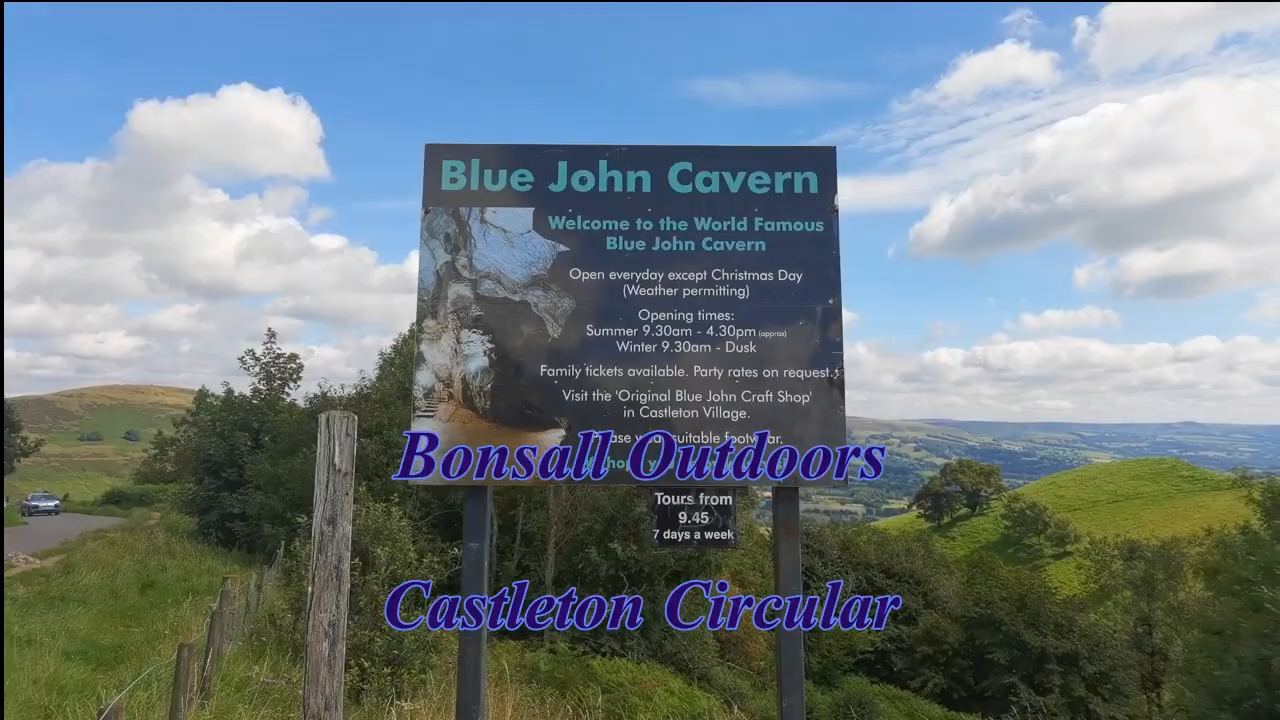 Blue John Cavern
Welcome to the World Famous
Blue John Cavern
Open everyday except Christmas Day
(Weather permitting)
Opening times:
Summer 9.30am - 4.30pm (approx)
Winter 9.30am - Dusk
Family tickets available. Party rates on request.
Visit the 'Original Blue John Craft Shop'
in Castleton Village.
suitable footwear.
Bonsall Outdoors
Tours from
9.45
7 days a week
Castleton Circular